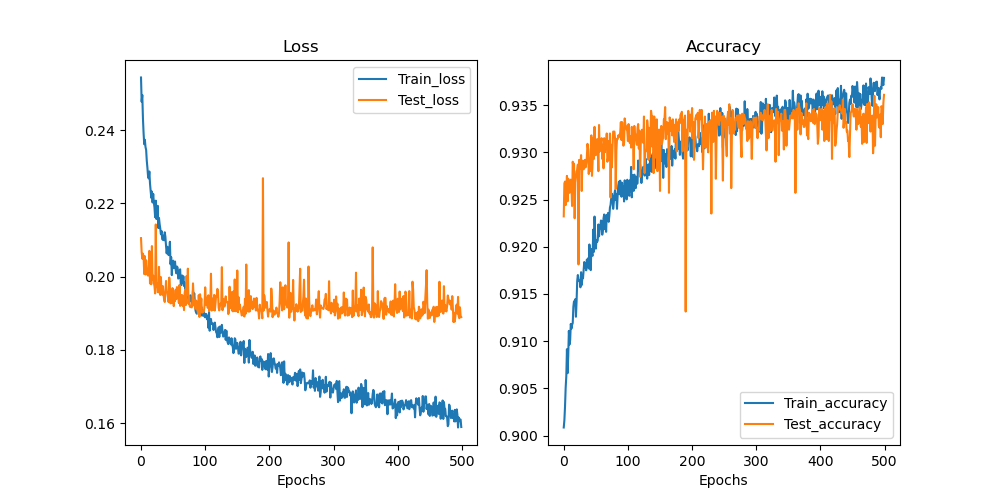 Loss
Train_loss
Test_loss
0.24
0.22
0.20
0.18
0.16
0 100 200 300 400 500
Epochs
Accuracy
0.935
0.930
0.925
0.920
0.915
0.910
0.905
0.900
Train_accuracy
Test_accuracy
0 100 200 300 400 500
Epochs